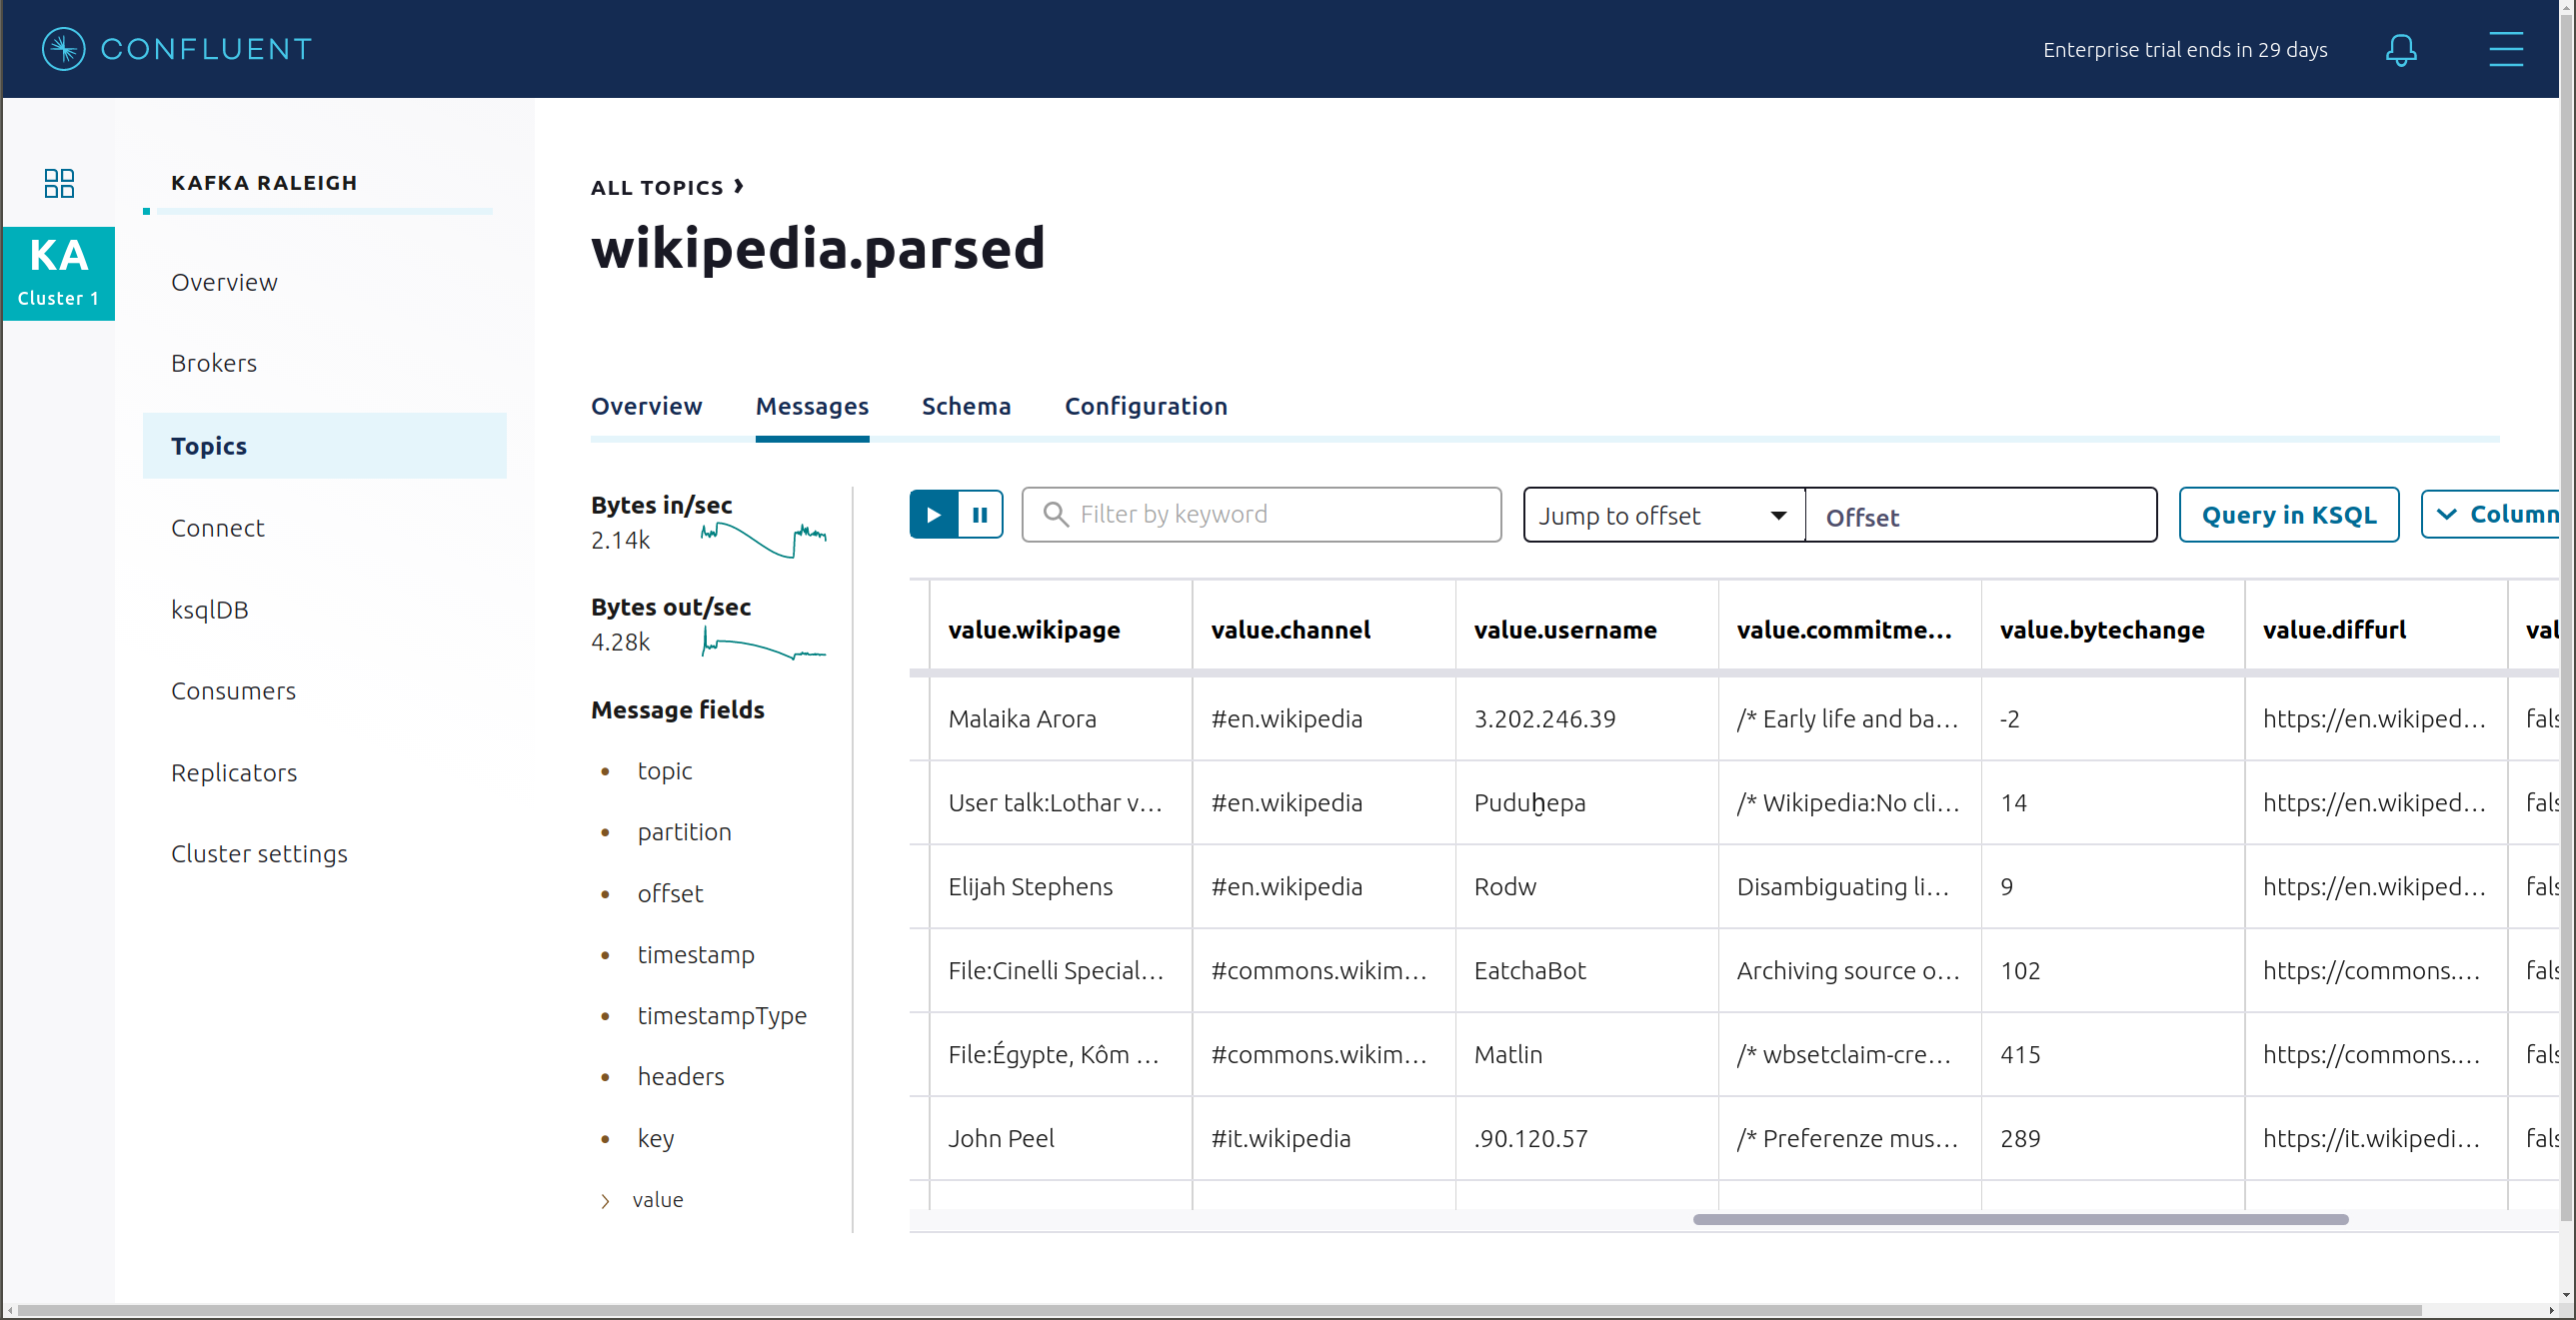 CONFLUENT
Enterprise trial ends in 29 days
KA
Cluster 1
KAFKA RALEIGH
Overview
Brokers
Topics
Connect
ksqlDB
Consumers
Replicators
Cluster settings
ALL TOPICS ❯
wikipedia.parsed
Overview Messages Schema Configuration
Bytes in/sec
2.14k
Bytes out/sec
4.28k
Message fields
• topic
• partition
• offset
• timestamp
• timestampType
• headers
• key
value
Filter by keyword
Jump to offset
Offset
Query in KSQL
Column
value.wikipage value.channel value.username value.commitme... value.bytechange value.diffurl val
Malaika Arora #en.wikipedia 3.202.246.39 /* Early life and ba... -2 https://en.wikiped... fals
User talk:Lothar v... #en.wikipedia Puduḫepa /* Wikipedia:No cli... 14 https://en.wikiped... fals
Elijah Stephens #en.wikipedia Rodw Disambiguating li... 9 https://en.wikiped... fals
File:Cinelli Special... #commons.wikim... EatchaBot Archiving source o... 102 https://commons.... fals
File:Égypte, Kôm ... #commons.wikim... Matlin /* wbsetclaim-cre... 415 https://commons.... fals
John Peel #it.wikipedia .90.120.57 /* Preferenze mus... 289 https://it.wikipedi... fals